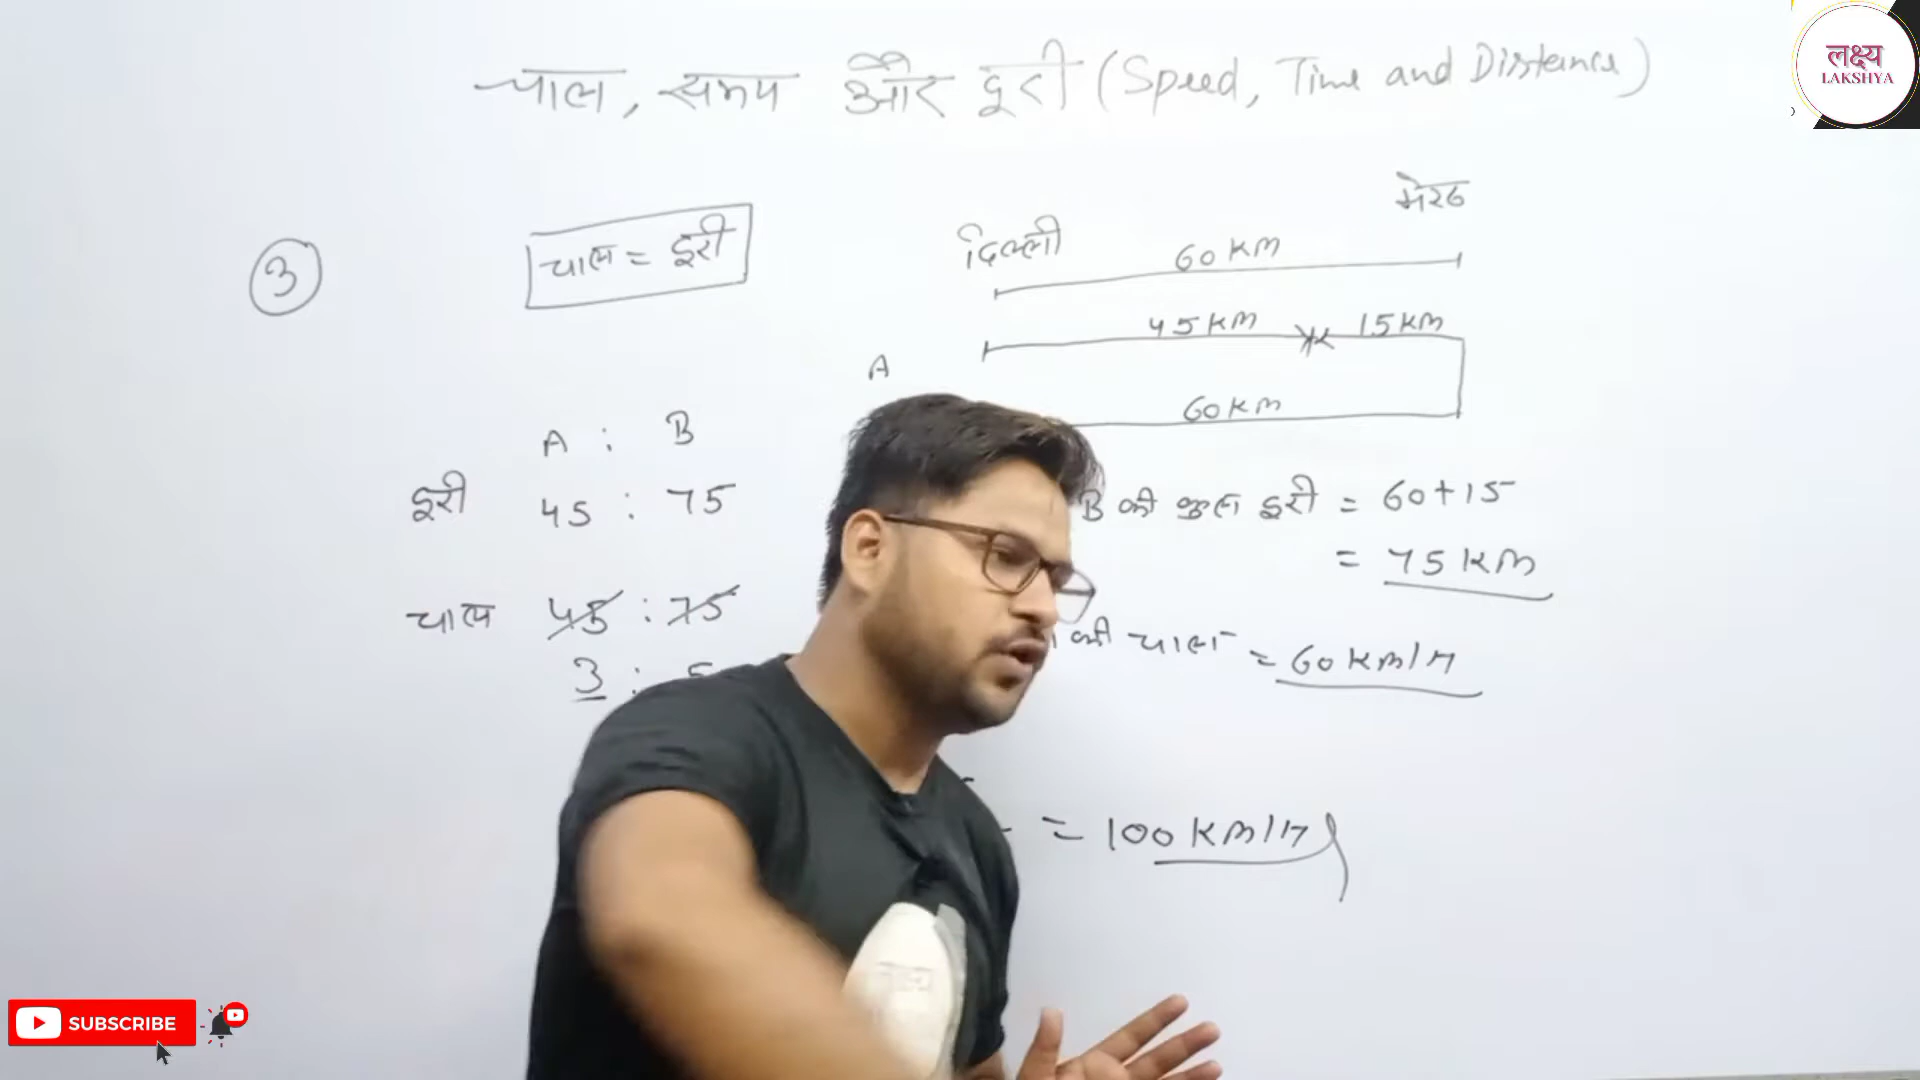 चाल, समय और दूरी (Speed, Time and Distance)
लक्ष्य
LAKSHYA
3
चाल = दूरी
दिल्ली
मेरठ
60 KM
45 KM
15 KM
A
60 KM
A : B
दूरी 45 : 75
B की कुल दूरी = 60+15
= 75 KM
चाल 45 : 75
3 :
की चाल = 60 KM/H
= 100 KM/H
SUBSCRIBE